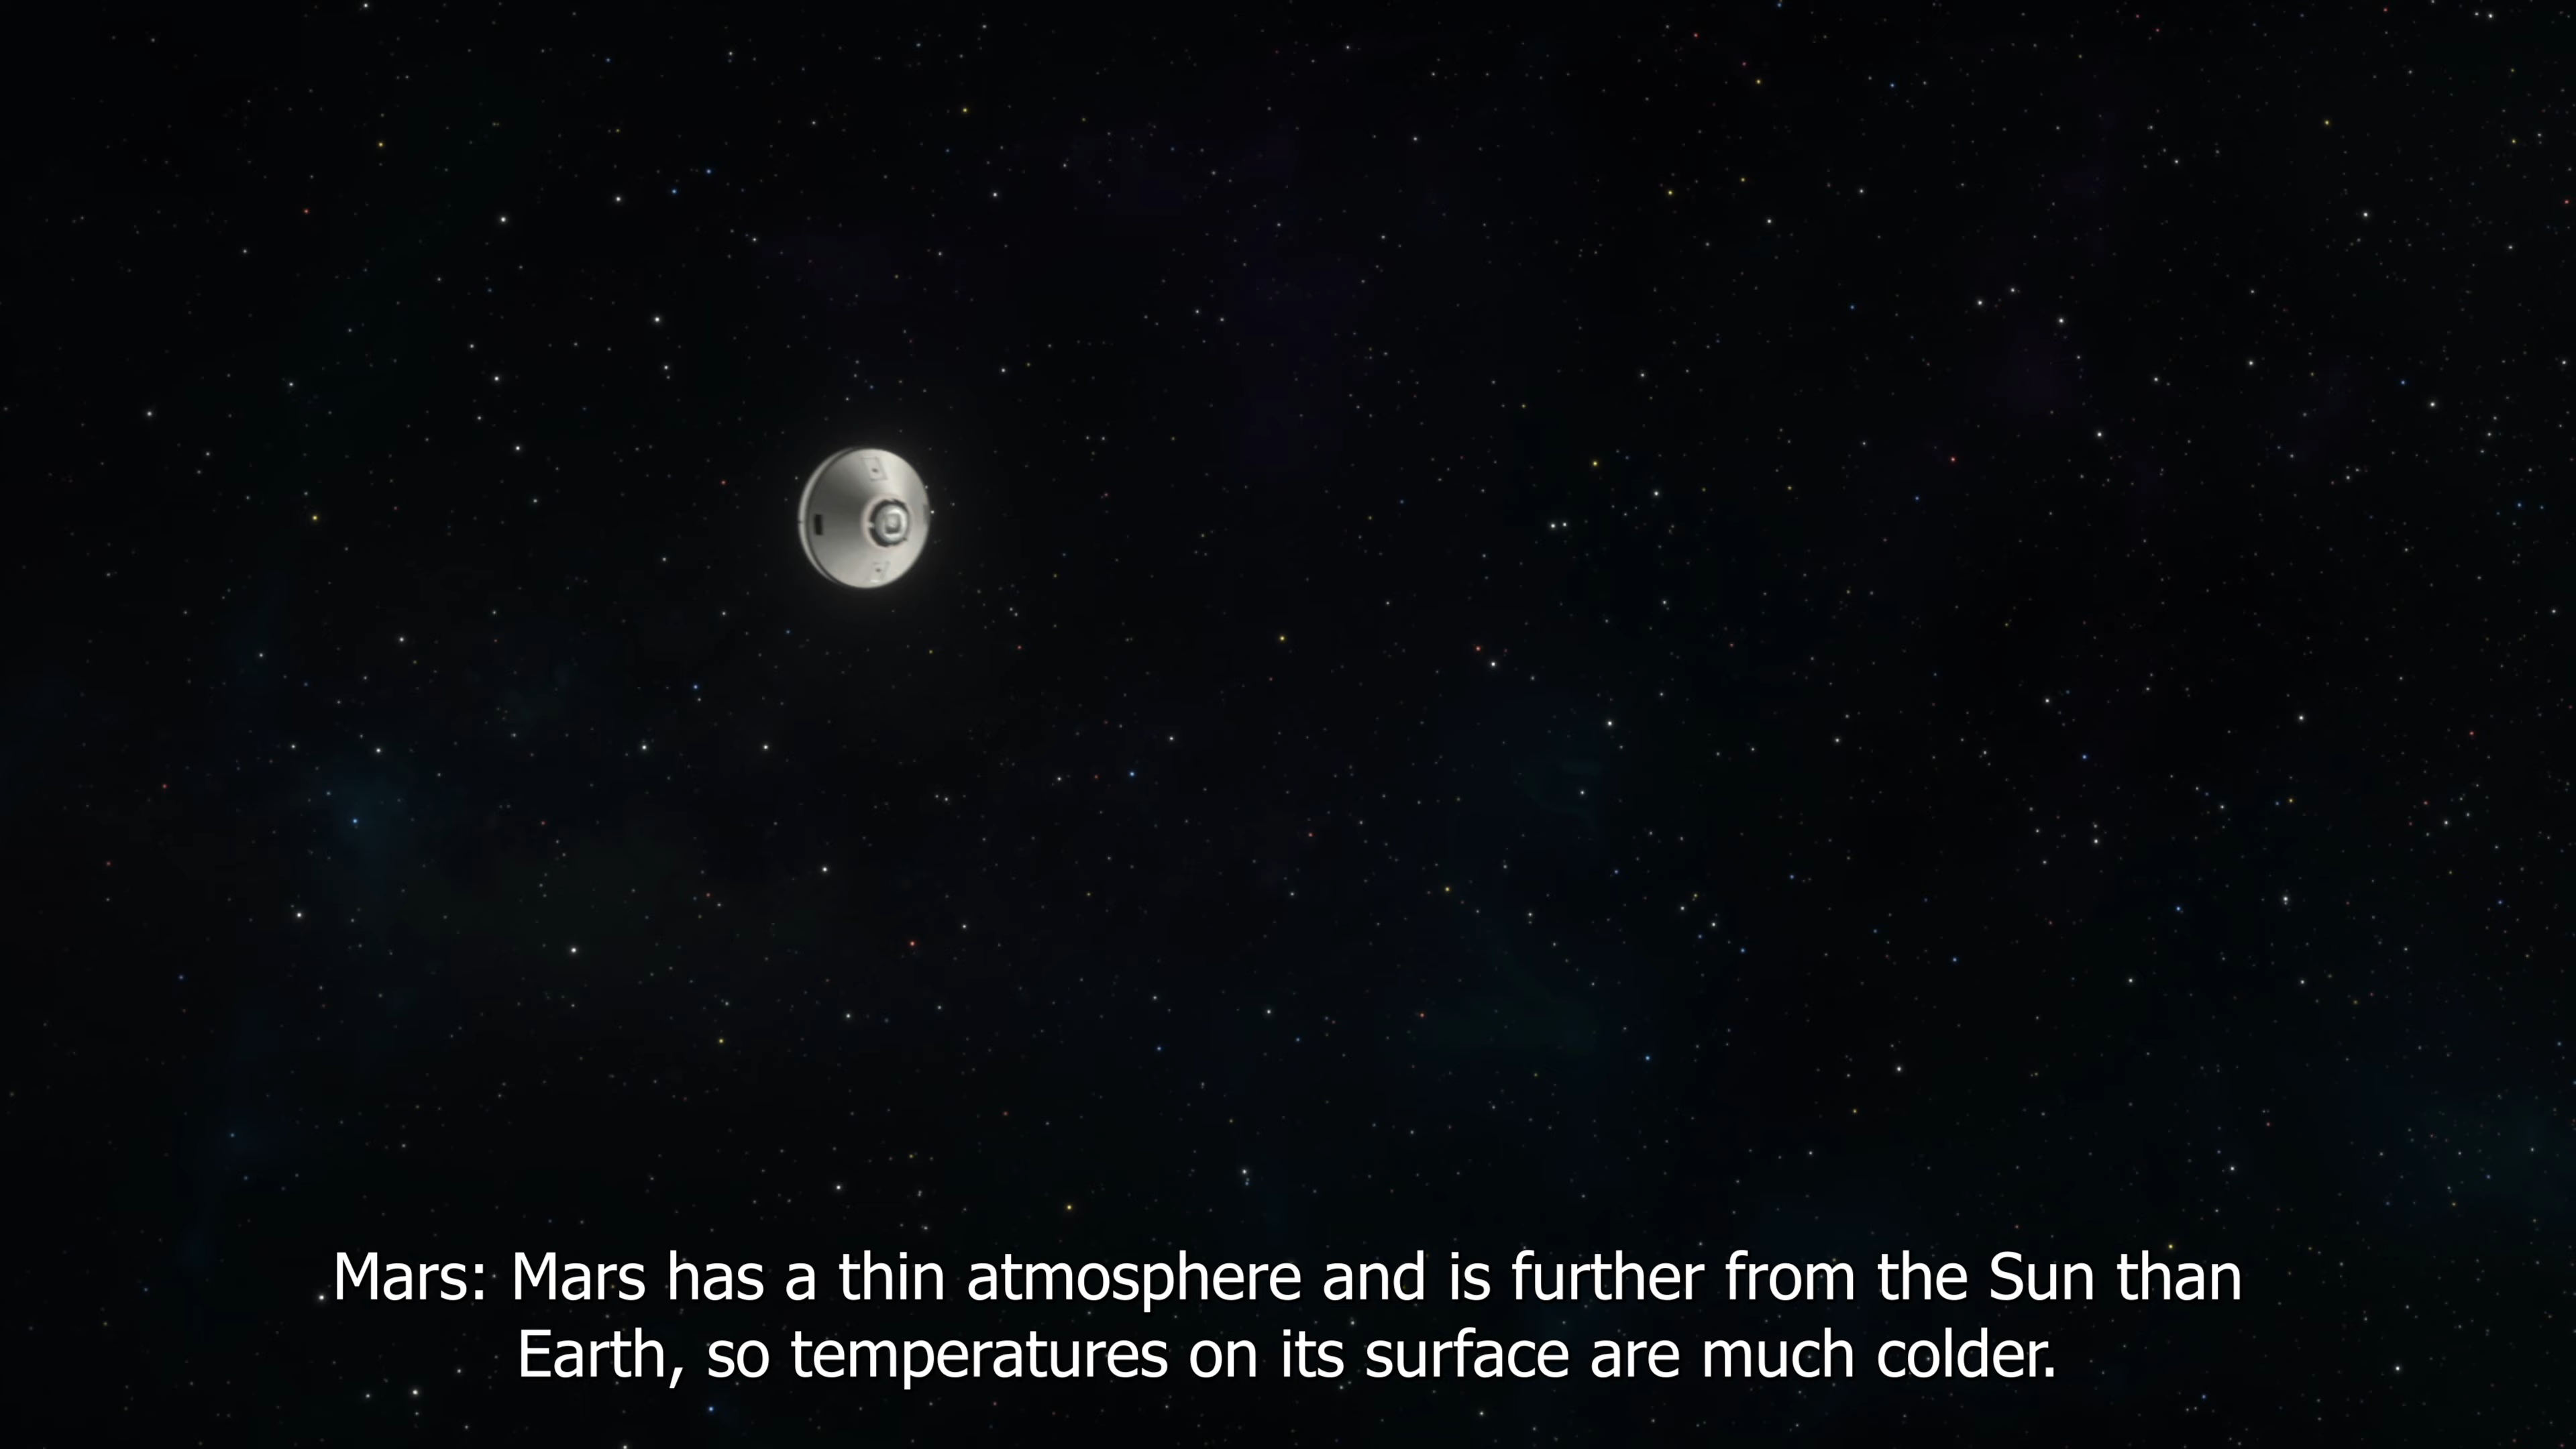 Mars: Mars has a thin atmosphere and is further from the Sun than
Earth, so temperatures on its surface are much colder.